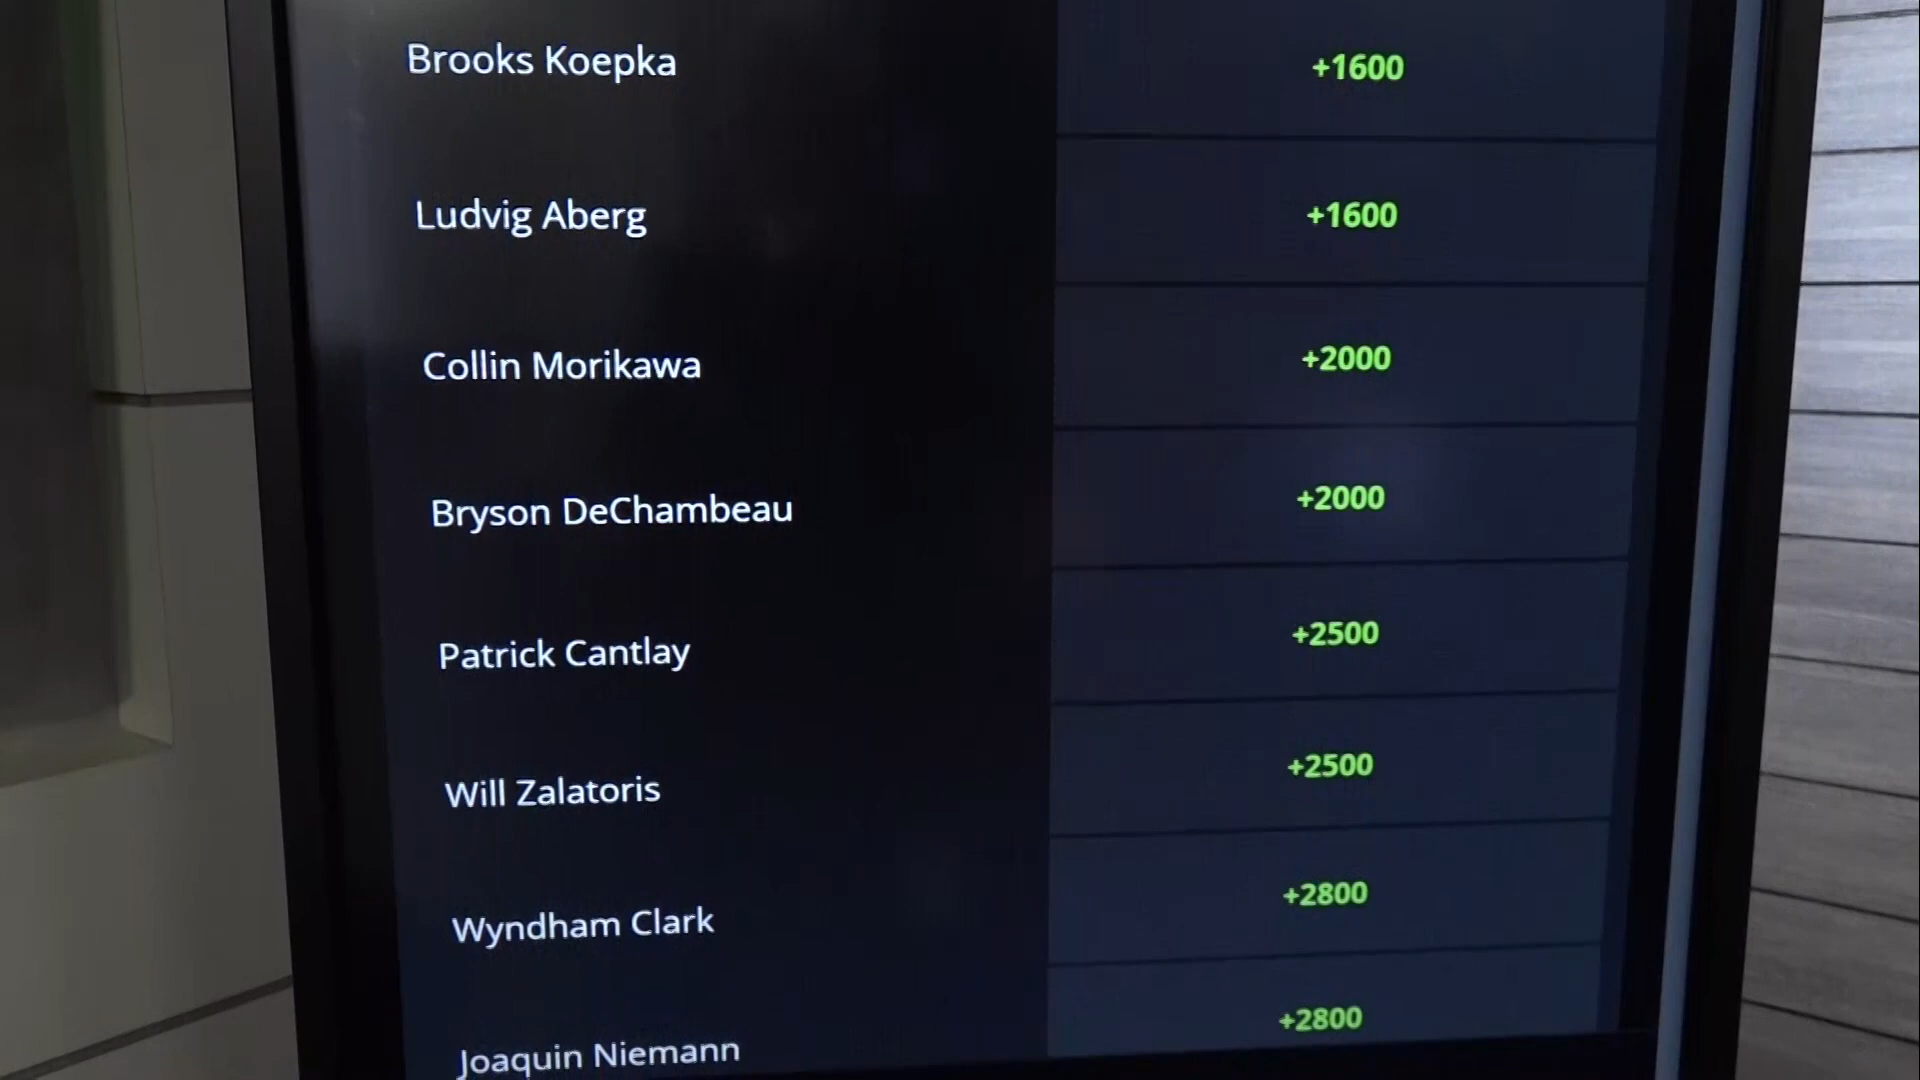 Brooks Koepka +1600
Ludvig Aberg +1600
Collin Morikawa +2000
Bryson DeChambeau +2000
Patrick Cantlay +2500
Will Zalatoris +2500
Wyndham Clark +2800
Joaquin Niemann +2800